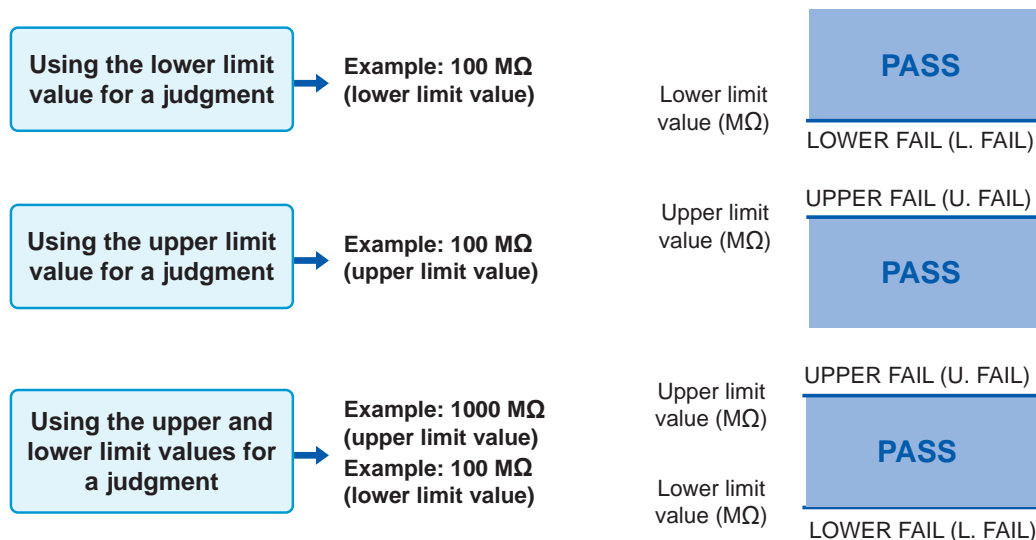 Using the lower limit
value for a judgment
Example: 100 MΩ
(lower limit value)
Lower limit
value (MΩ)
PASS
LOWER FAIL (L. FAIL)
Using the upper limit
value for a judgment
Example: 100 MΩ
(upper limit value)
Upper limit
value (MΩ)
UPPER FAIL (U. FAIL)
PASS
Using the upper and
lower limit values for
a judgment
Example: 1000 MΩ
(upper limit value)
Example: 100 MΩ
(lower limit value)
Upper limit
value (MΩ)
Lower limit
value (MΩ)
UPPER FAIL (U. FAIL)
PASS
LOWER FAIL (L. FAIL)